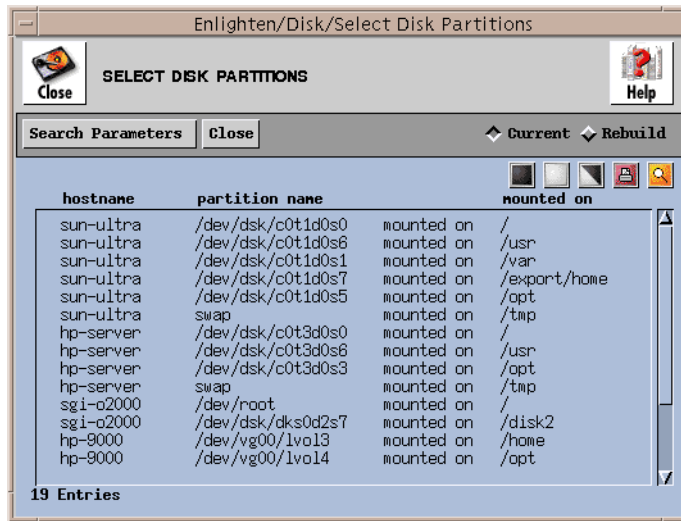 Enlighten/Disk/Select Disk Partitions
Close
SELECT DISK PARTITIONS
Help
Search Parameters Close Current Rebuild
hostname partition name mounted on
sun-ultra /dev/dsk/c0t1d0s0 mounted on /
sun-ultra /dev/dsk/c0t1d0s6 mounted on /usr
sun-ultra /dev/dsk/c0t1d0s1 mounted on /var
sun-ultra /dev/dsk/c0t1d0s7 mounted on /export/home
sun-ultra /dev/dsk/c0t1d0s5 mounted on /opt
sun-ultra swap mounted on /tmp
hp-server /dev/dsk/c0t3d0s0 mounted on /
hp-server /dev/dsk/c0t3d0s6 mounted on /usr
hp-server /dev/dsk/c0t3d0s3 mounted on /opt
hp-server swap mounted on /tmp
sgi-o2000 /dev/root mounted on /
sgi-o2000 /dev/dsk/dks0d2s7 mounted on /disk2
hp-9000 /dev/vg00/lvol3 mounted on /home
hp-9000 /dev/vg00/lvol4 mounted on /opt
19 Entries